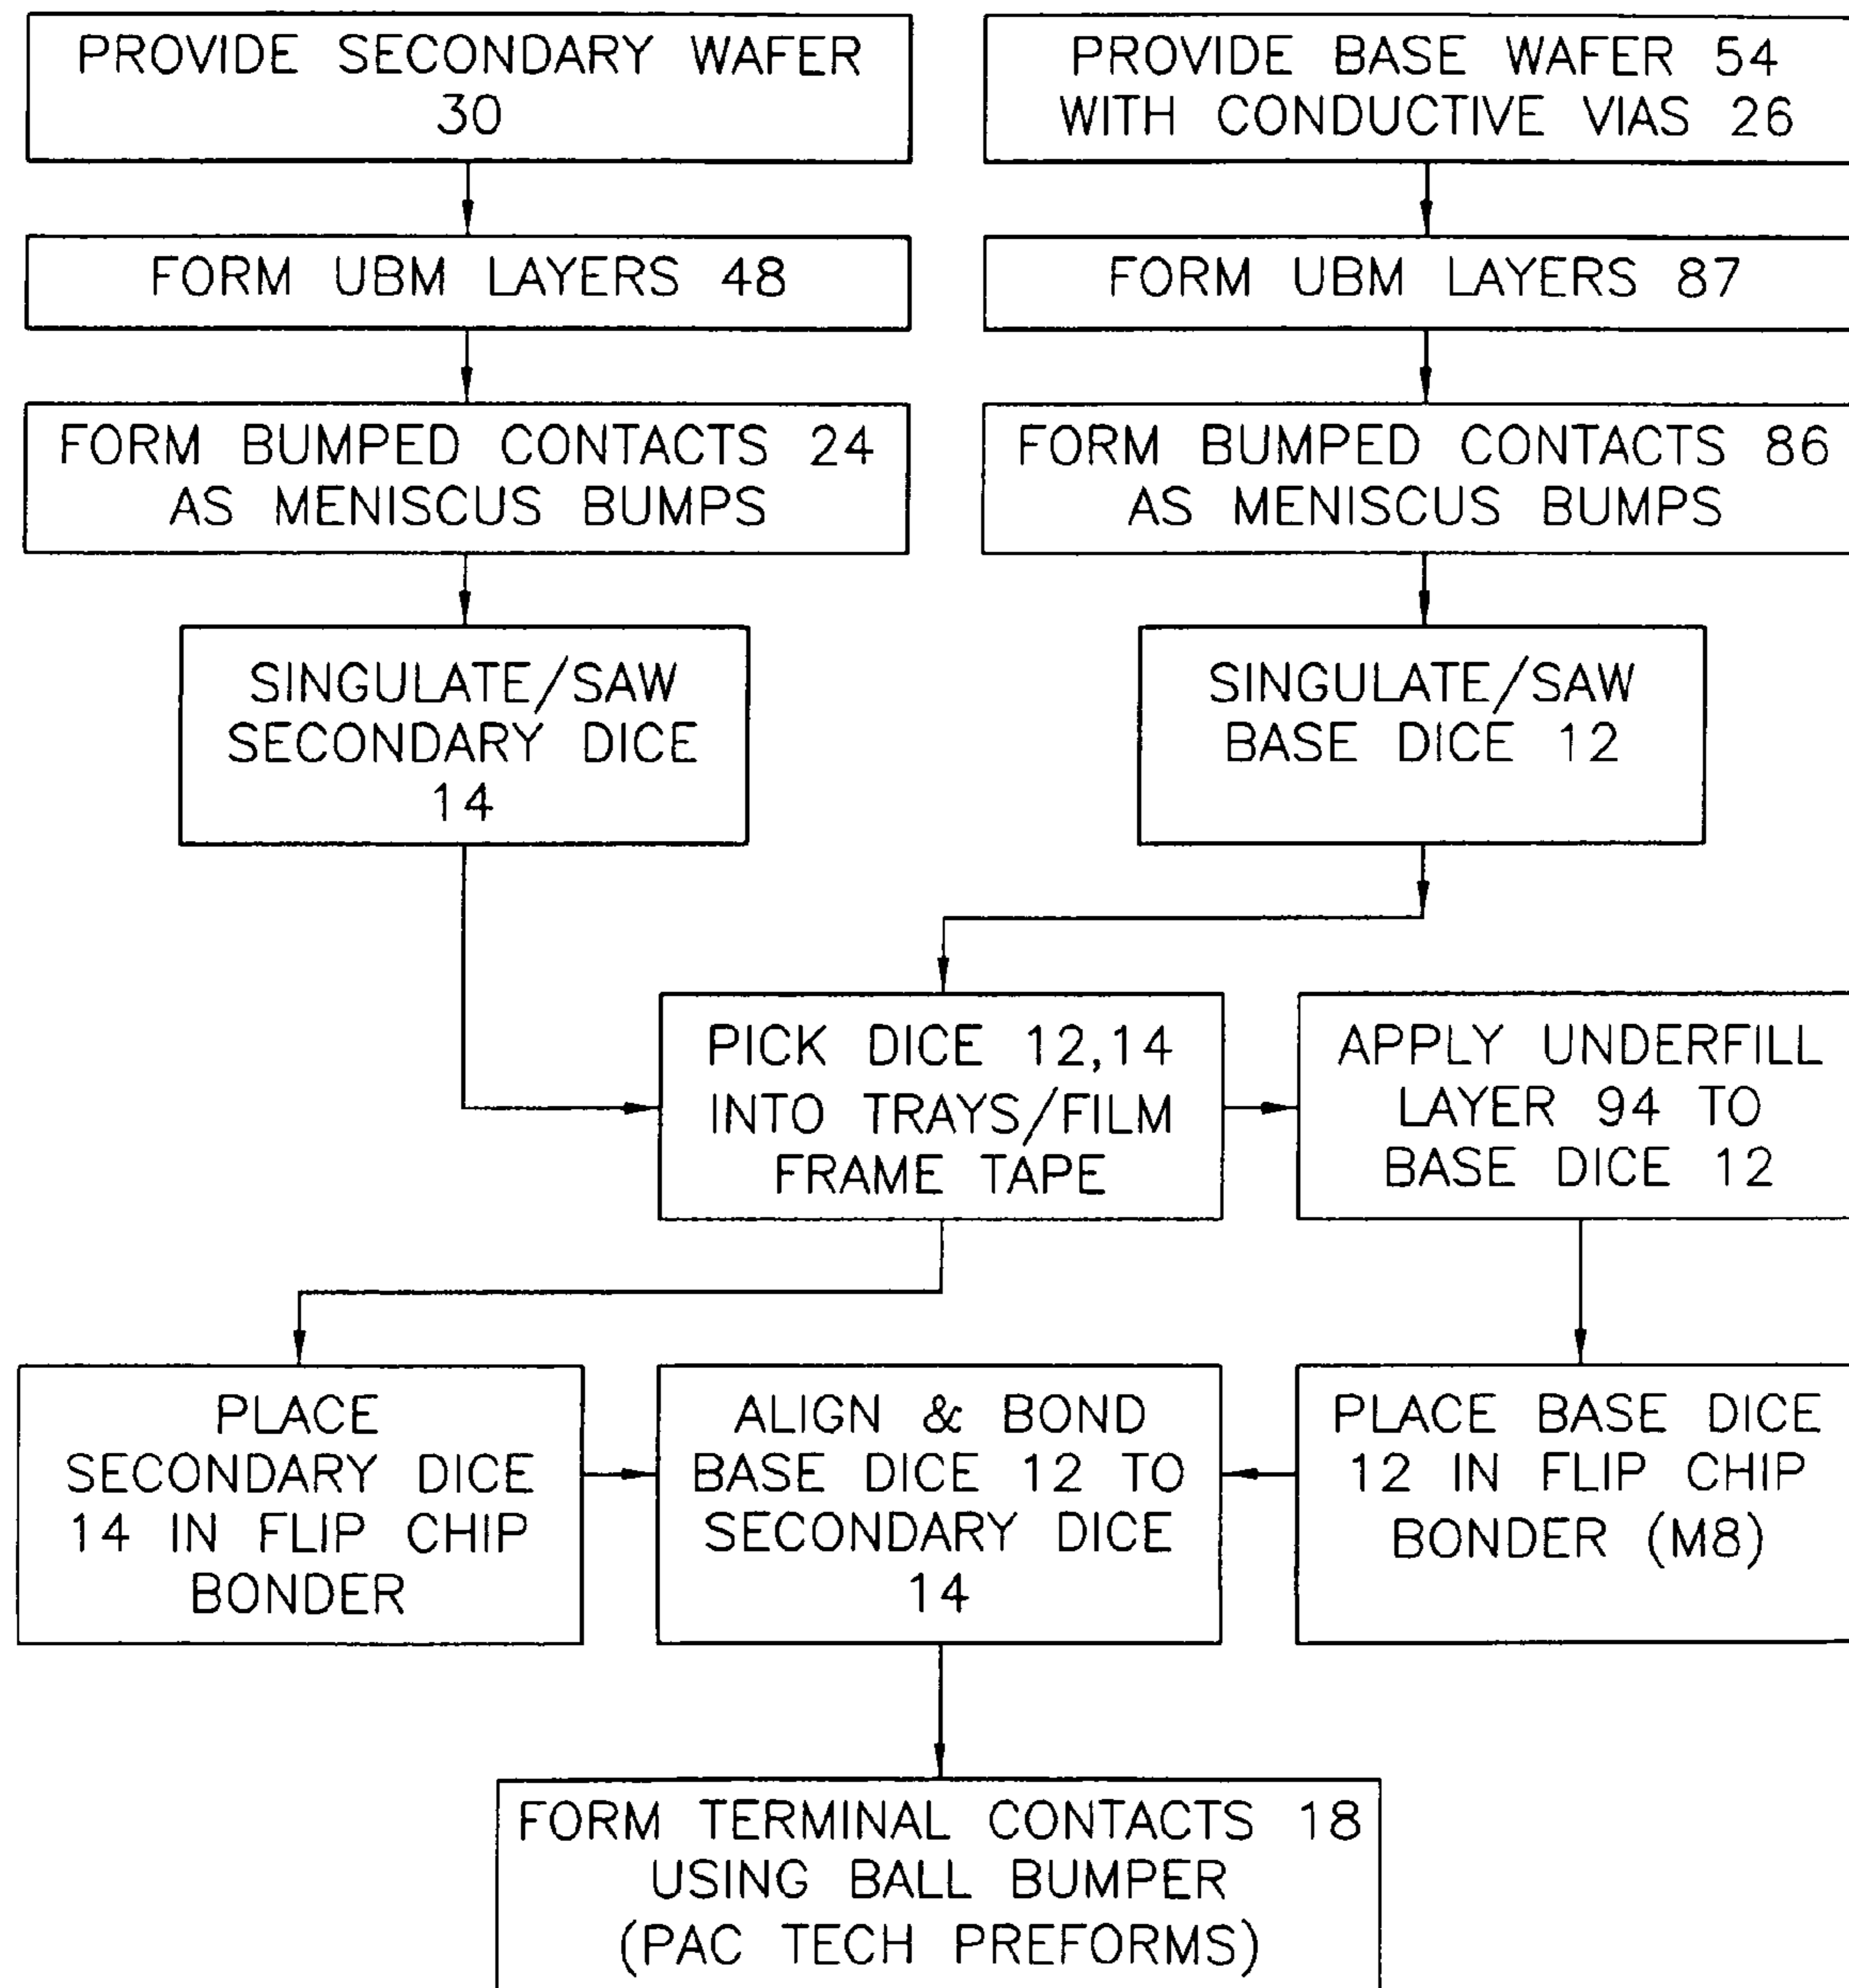 PROVIDE SECONDARY WAFER
30
PROVIDE BASE WAFER 54
WITH CONDUCTIVE VIAS 26
FORM UBM LAYERS 48
FORM UBM LAYERS 87
FORM BUMPED CONTACTS 24
AS MENISCUS BUMPS
FORM BUMPED CONTACTS 86
AS MENISCUS BUMPS
SINGULATE/SAW
SECONDARY DICE
14
SINGULATE/SAW
BASE DICE 12
PICK DICE 12,14
INTO TRAYS/FILM
FRAME TAPE
APPLY UNDERFILL
LAYER 94 TO
BASE DICE 12
PLACE
SECONDARY DICE
14 IN FLIP CHIP
BONDER
ALIGN & BOND
BASE DICE 12 TO
SECONDARY DICE
14
PLACE BASE DICE
12 IN FLIP CHIP
BONDER (M8)
FORM TERMINAL CONTACTS 18
USING BALL BUMPER
(PAC TECH PREFORMS)